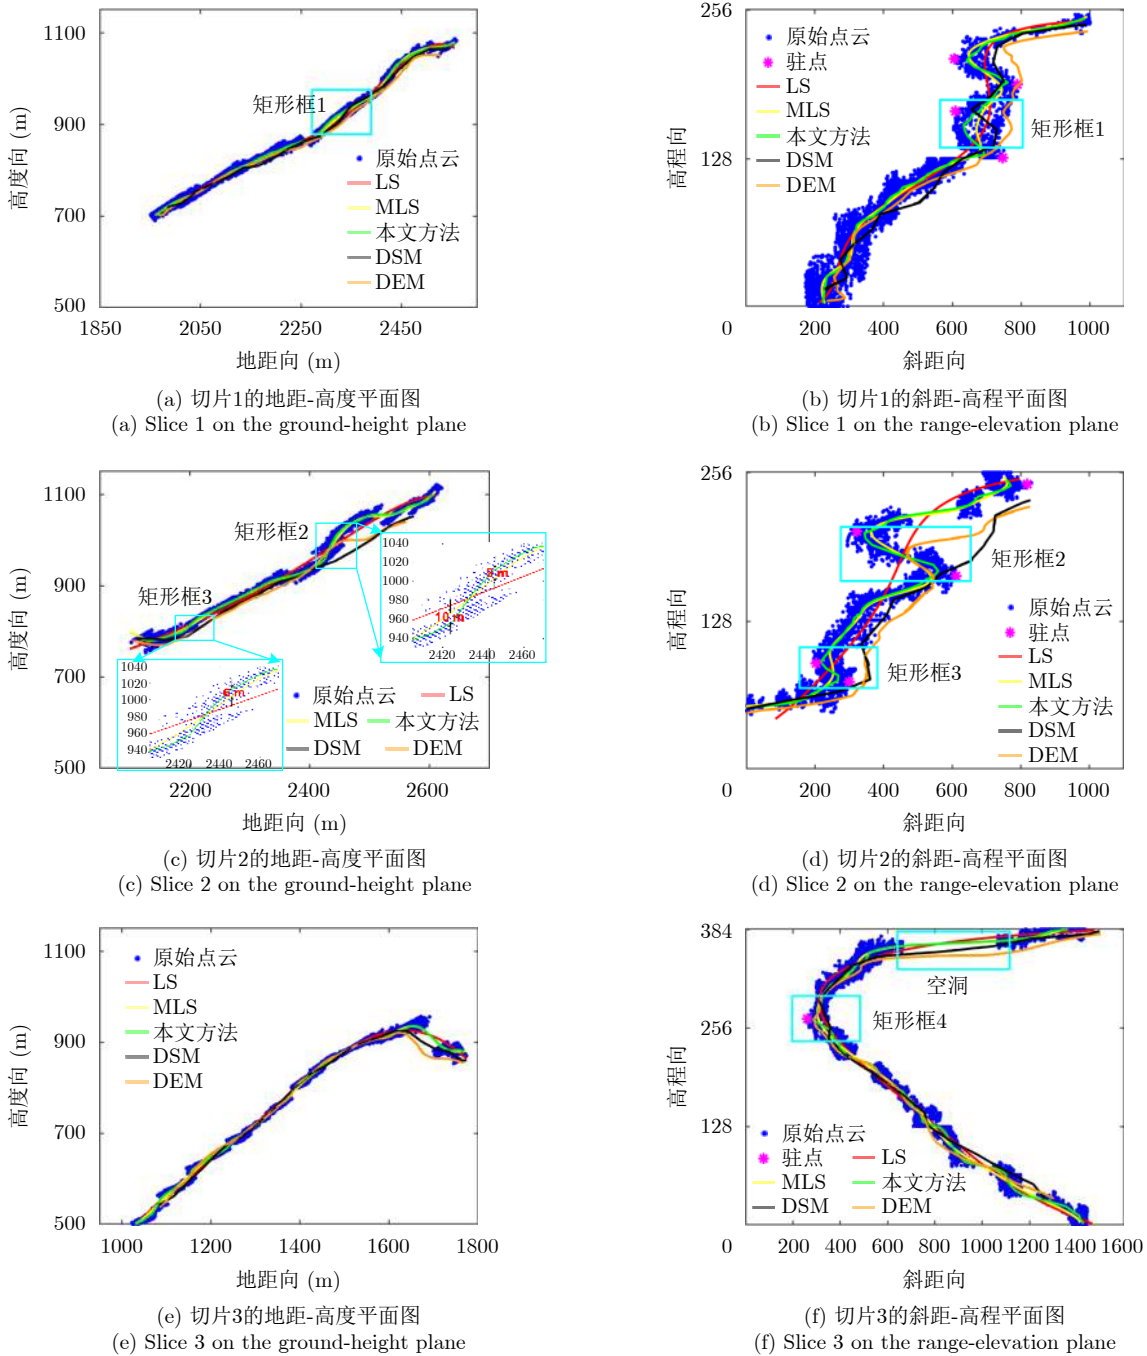 1100
900
700
500
高度向 (m)
矩形框1
原始点云
LS
MLS
本文方法
DSM
DEM
1850
2050
2250
2450
地距向 (m)
(a) 切片1的地距-高度平面图
(a) Slice 1 on the ground-height plane
256
128
0
高程向
原始点云
驻点
LS
MLS
本文方法
DSM
DEM
矩形框1
200
400
600
800
1000
斜距向
(b) 切片1的斜距-高程平面图
(b) Slice 1 on the range-elevation plane
1100
900
700
500
高度向 (m)
矩形框2
矩形框3
1040
1020
1000
980
960
940
9 m
10 m
2420
2440
2460
1040
1020
1000
980
960
940
6 m
2420
2440
2460
原始点云
LS
MLS
本文方法
DSM
DEM
2200
2400
2600
地距向 (m)
(c) 切片2的地距-高度平面图
(c) Slice 2 on the ground-height plane
256
128
0
高程向
矩形框2
矩形框3
原始点云
驻点
LS
MLS
本文方法
DSM
DEM
200
400
600
800
1000
斜距向
(d) 切片2的斜距-高程平面图
(d) Slice 2 on the range-elevation plane
1100
900
700
500
高度向 (m)
原始点云
LS
MLS
本文方法
DSM
DEM
1000
1200
1400
1600
1800
地距向 (m)
(e) 切片3的地距-高度平面图
(e) Slice 3 on the ground-height plane
384
256
128
0
高程向
空洞
矩形框4
原始点云
驻点
LS
MLS
本文方法
DSM
DEM
200
400
600
800
1000
1200
1400
1600
斜距向
(f) 切片3的斜距-高程平面图
(f) Slice 3 on the range-elevation plane